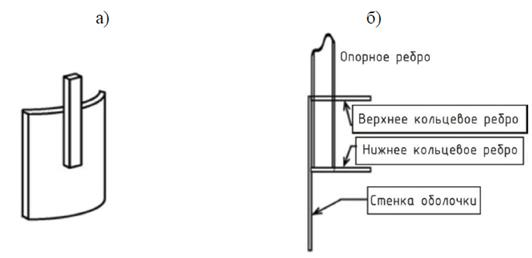 а)
б)
Опорное ребро
Верхнее кольцевое ребро
Нижнее кольцевое ребро
Стенка оболочки